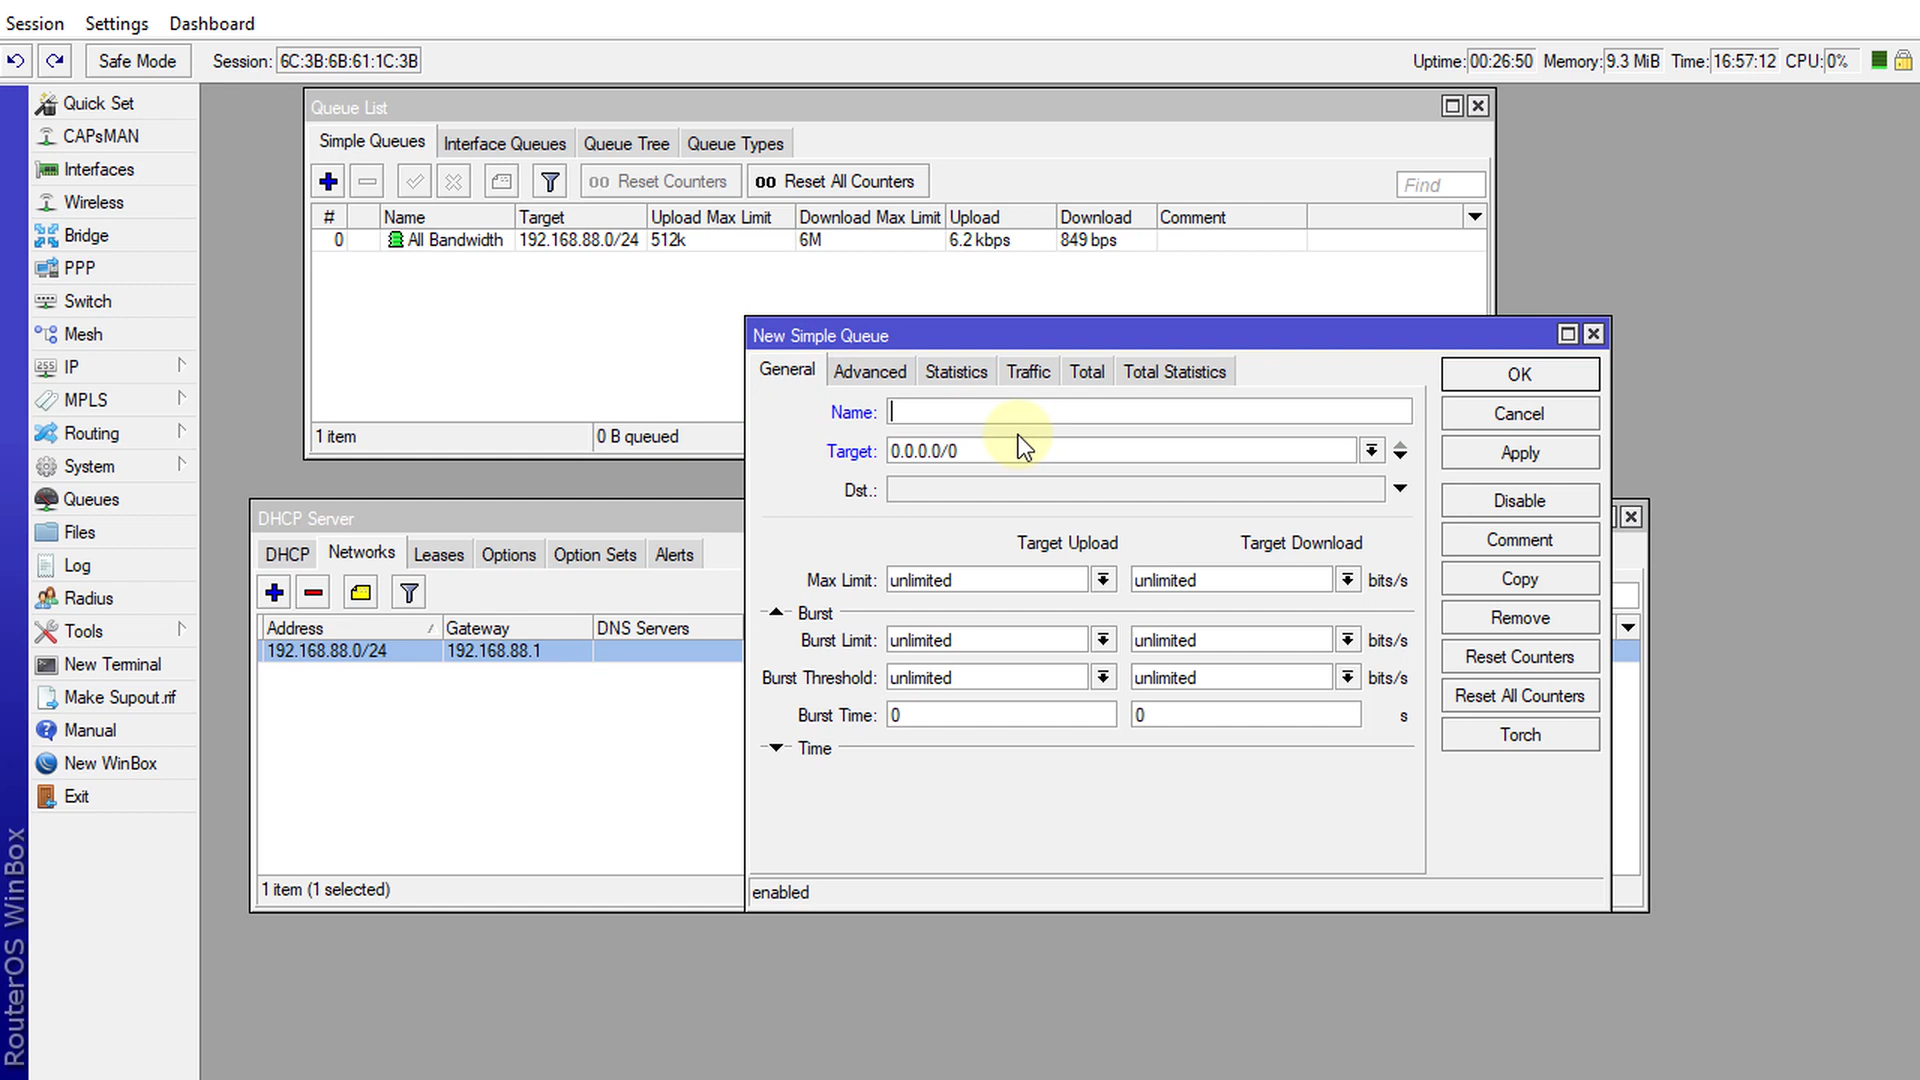 Session Settings Dashboard
Safe Mode Session: 6C:3B:6B:61:1C:3B Uptime: 00:26:50 Memory: 9.3 MiB Time: 16:57:12 CPU: 0%
Quick Set
CAPsMAN
Interfaces
Wireless
Bridge
PPP
Switch
Mesh
255 IP
MPLS
Routing
System
Queues
Files
Log
Radius
Tools
New Terminal
Make Supout.rif
Manual
New WinBox
Exit
RouterOS WinBox
Queue List
Simple Queues Interface Queues Queue Tree Queue Types
00 Reset Counters 00 Reset All Counters Find
# Name Target Upload Max Limit Download Max Limit Upload Download Comment
0 All Bandwidth 192.168.88.0/24 512k 6M 6.2 kbps 849 bps
1 item 0 B queued
DHCP Server
DHCP Networks Leases Options Option Sets Alerts
Address Gateway DNS Servers
192.168.88.0/24 192.168.88.1
1 item (1 selected)
New Simple Queue
General Advanced Statistics Traffic Total Total Statistics
Name:
Target: 0.0.0.0/0
Dst.:
Target Upload Target Download
Max Limit: unlimited unlimited bits/s
Burst
Burst Limit: unlimited unlimited bits/s
Burst Threshold: unlimited unlimited bits/s
Burst Time: 0 0 s
Time
enabled
OK
Cancel
Apply
Disable
Comment
Copy
Remove
Reset Counters
Reset All Counters
Torch